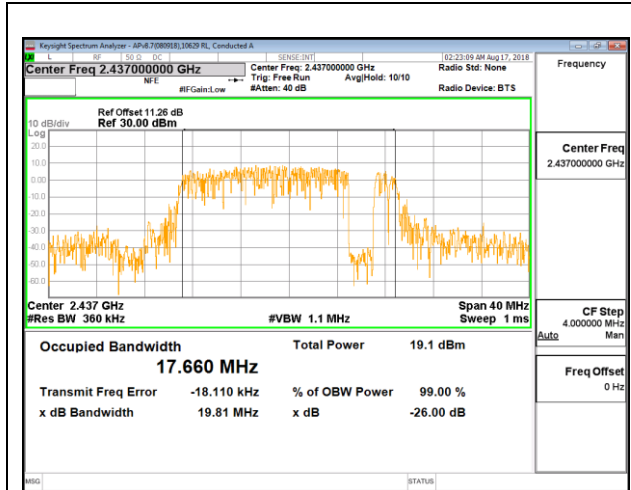 Keysight Spectrum Analyzer - APv8.7(080918),10629 RL, Conducted A
L RF 50 Ω DC SENSE:INT 02:23:09 AM Aug 17, 2018
Center Freq 2.437000000 GHz Center Freq: 2.437000000 GHz Radio Std: None Frequency
NFE Trig: Free Run Avg|Hold: 10/10
#IFGain:Low #Atten: 40 dB Radio Device: BTS
Ref Offset 11.26 dB
10 dB/div Ref 30.00 dBm
Log
20.0
10.0
0.00
-10.0
-20.0
-30.0
-40.0
-50.0
-60.0
Center Freq
2.437000000 GHz
Center 2.437 GHz Span 40 MHz
#Res BW 360 kHz #VBW 1.1 MHz Sweep 1 ms
CF Step
4.000000 MHz
Auto Man
Freq Offset
0 Hz
Occupied Bandwidth Total Power 19.1 dBm
17.660 MHz
Transmit Freq Error -18.110 kHz % of OBW Power 99.00 %
x dB Bandwidth 19.81 MHz x dB -26.00 dB
MSG STATUS